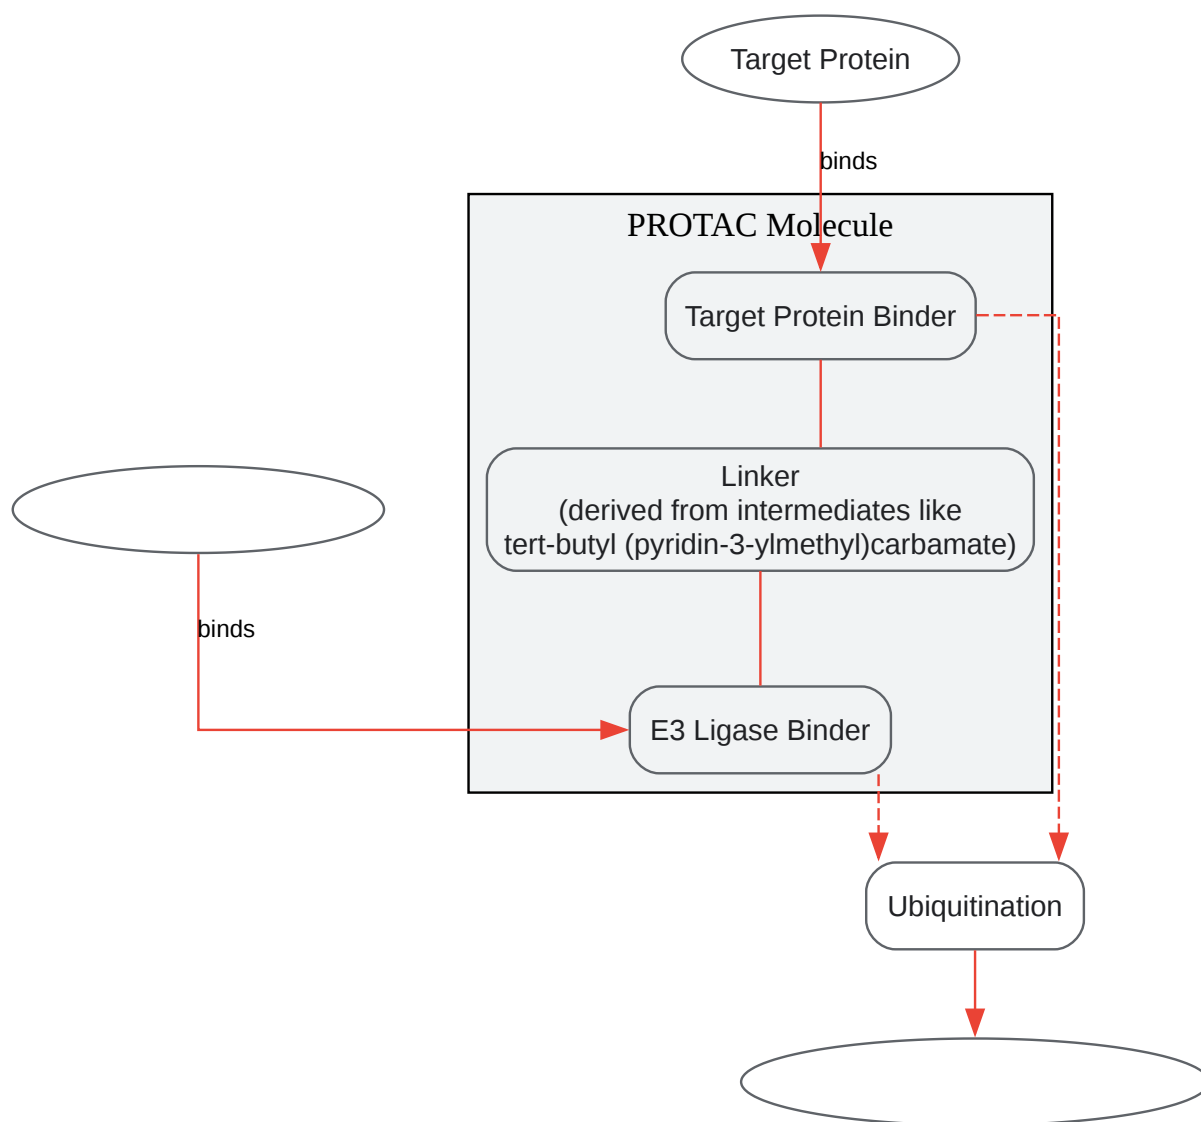 Target Protein
binds
PROTAC Molecule
Target Protein Binder
Linker
(derived from intermediates like
tert-butyl (pyridin-3-ylmethyl)carbamate)
binds
E3 Ligase Binder
Ubiquitination